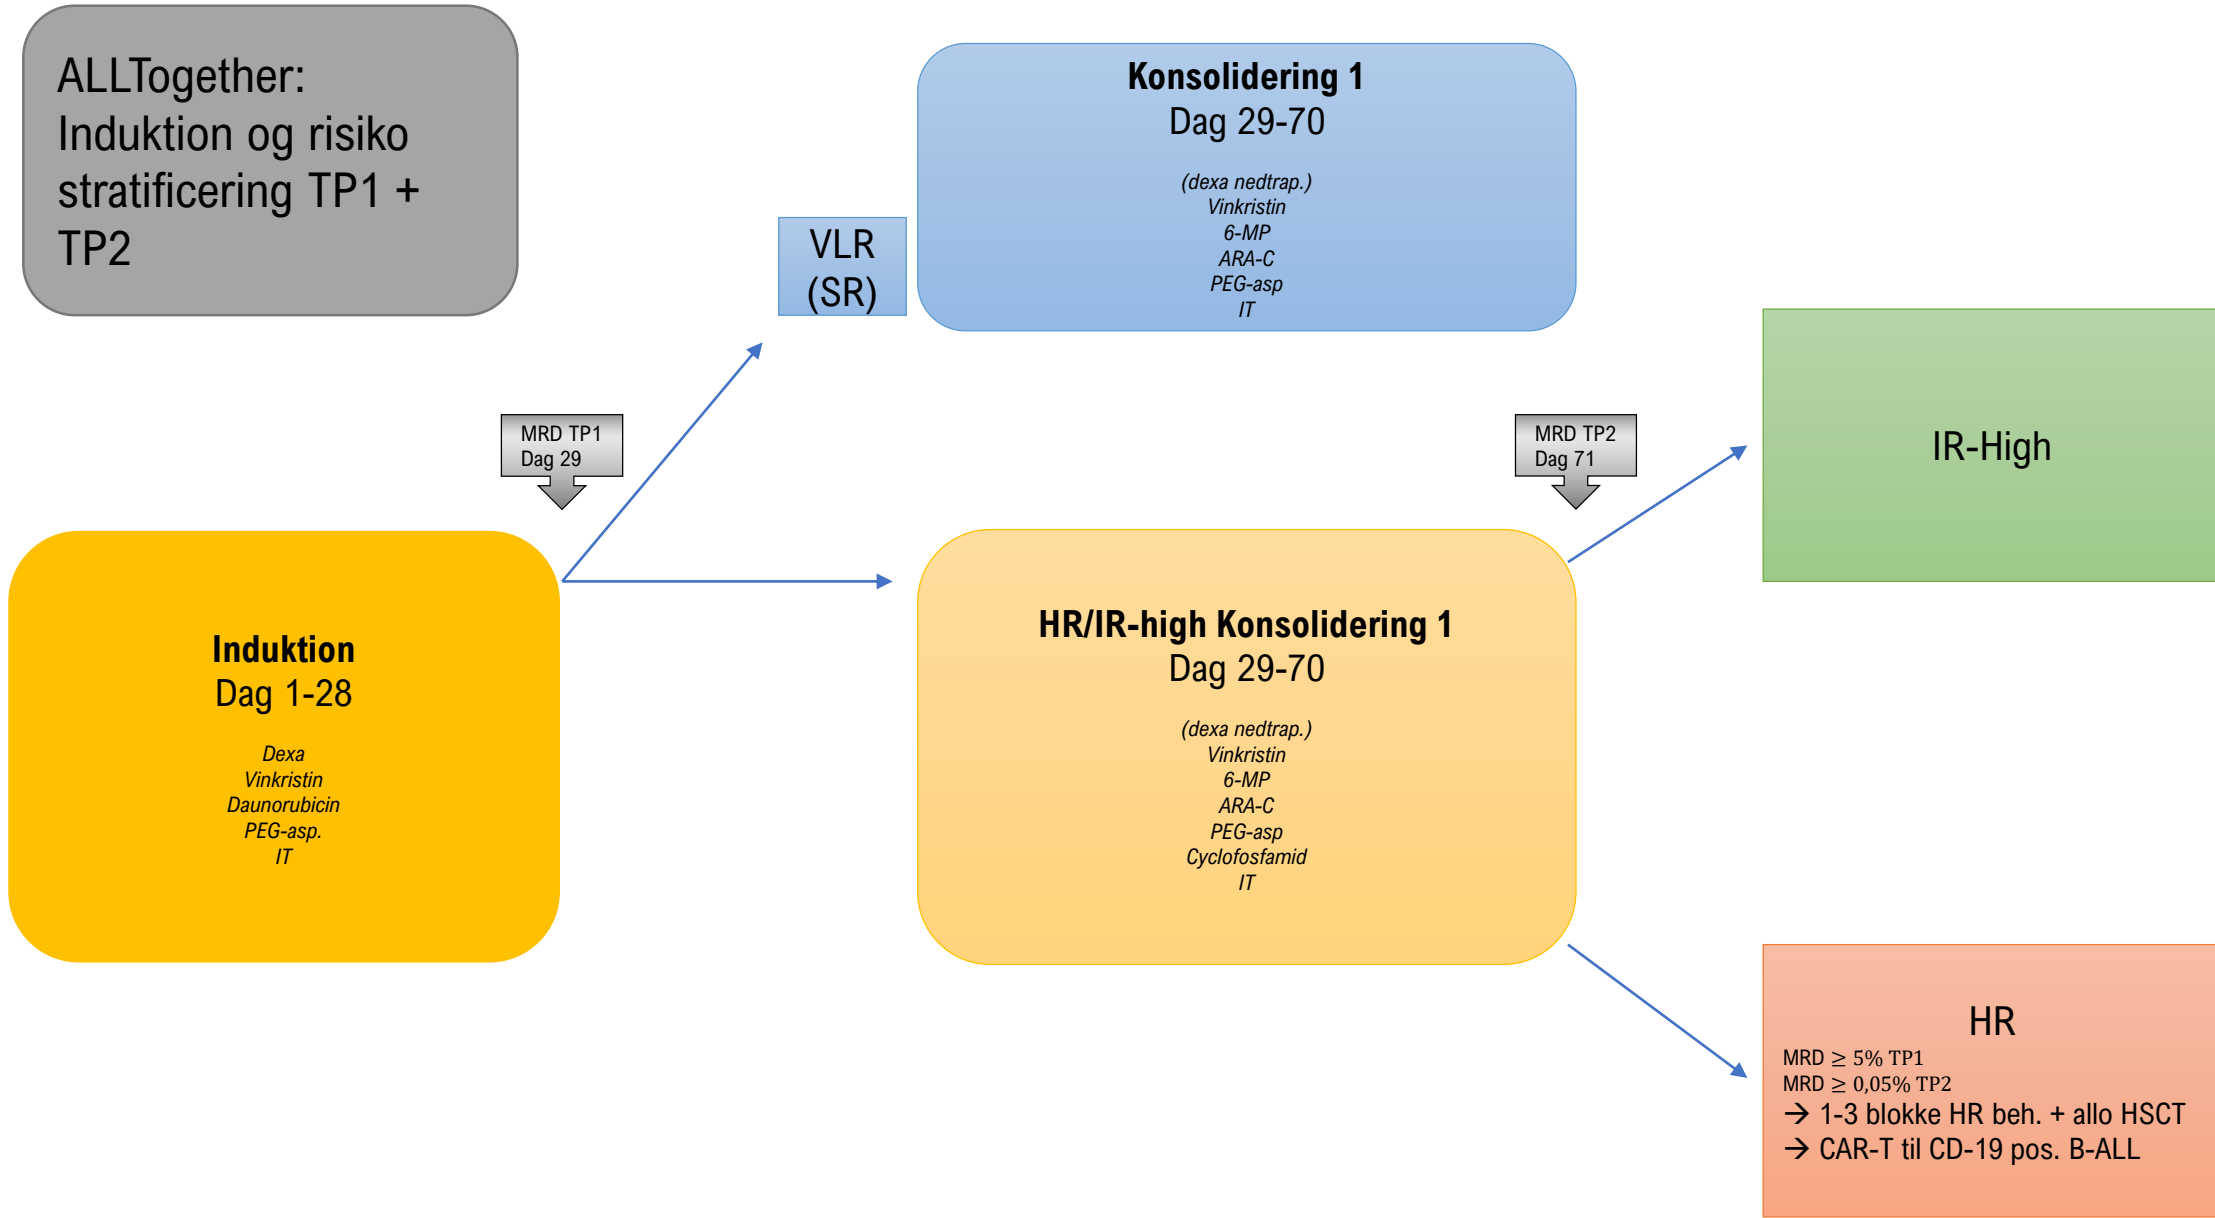 ALLTogether:
Induktion og risiko
stratificering TP1 +
TP2
Konsolidering 1
Dag 29-70
(dexa nedtrap.)
Vinkristin
6-MP
ARA-C
PEG-asp
IT
VLR
(SR)
MRD TP1
Dag 29
MRD TP2
Dag 71
IR-High
Induktion
Dag 1-28
Dexa
Vinkristin
Daunorubicin
PEG-asp.
IT
HR/IR-high Konsolidering 1
Dag 29-70
(dexa nedtrap.)
Vinkristin
6-MP
ARA-C
PEG-asp
Cyclofosfamid
IT
HR
MRD ≥ 5% TP1
MRD ≥ 0,05% TP2
→ 1-3 blokke HR beh. + allo HSCT
→ CAR-T til CD-19 pos. B-ALL